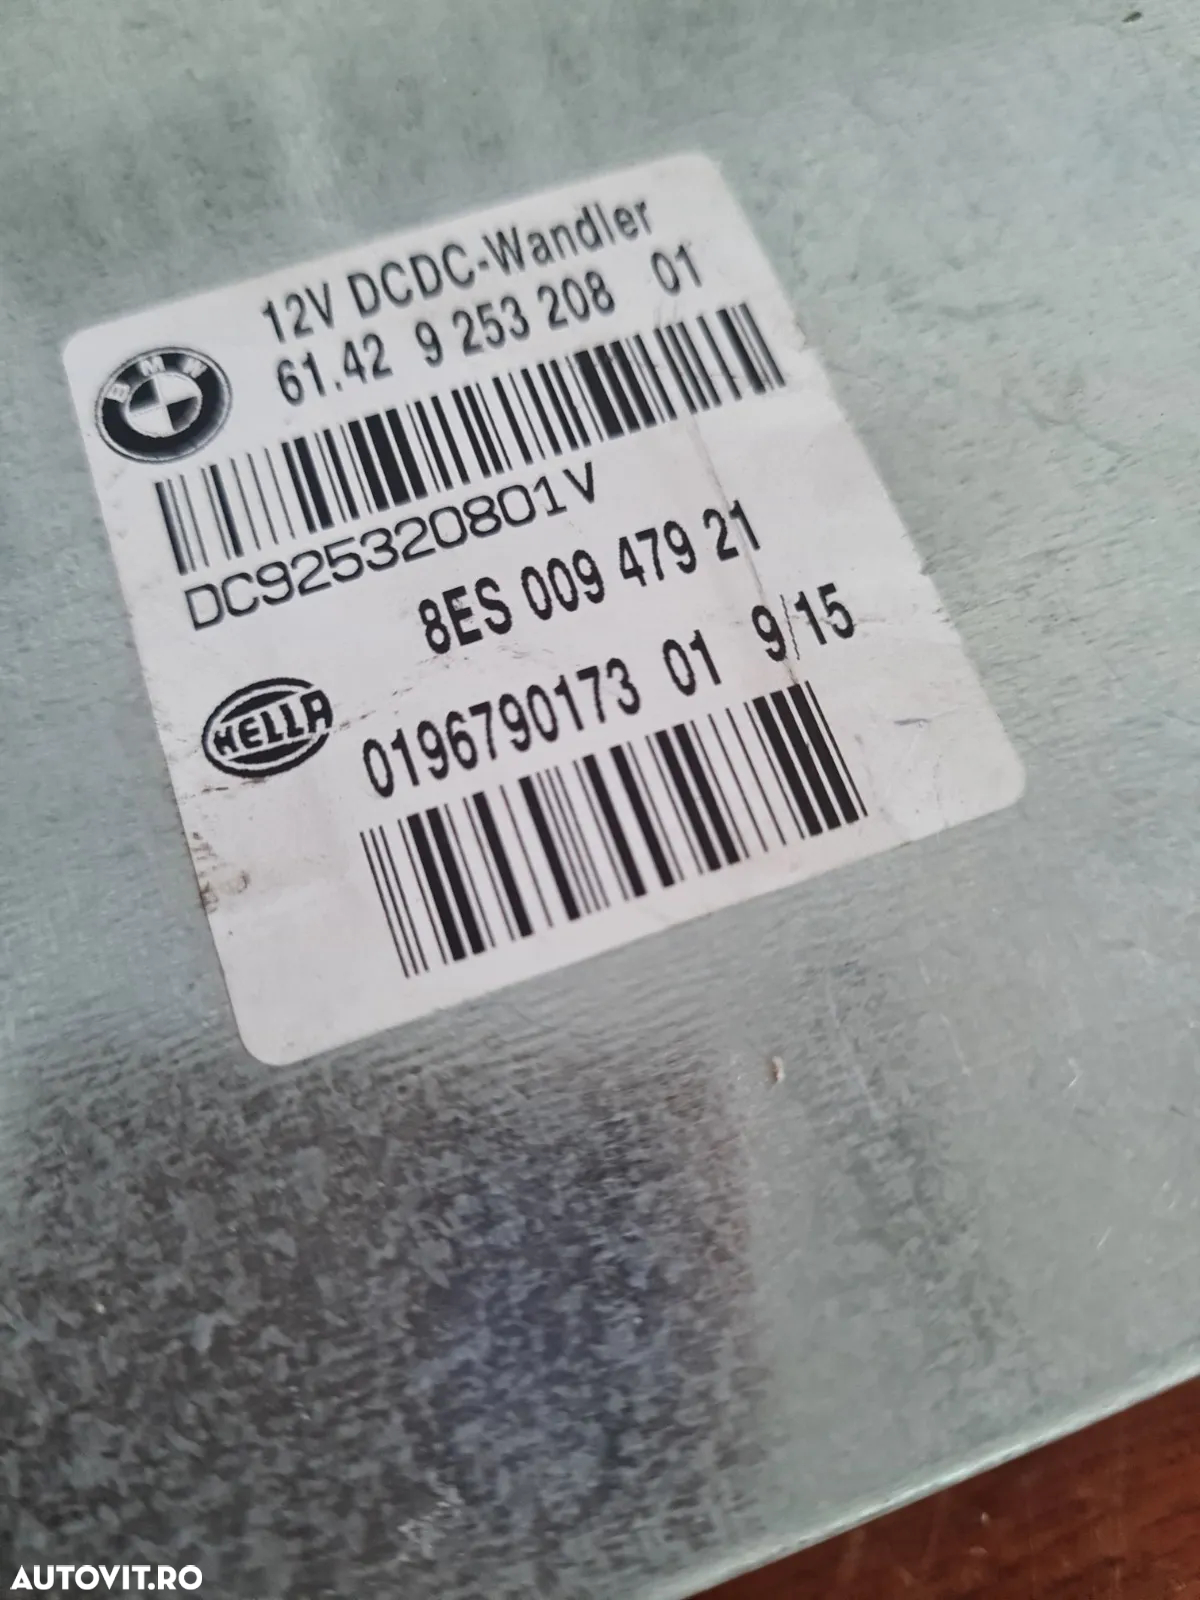 12V DCDC-Wandler
61.42 9 253 208 01
BMW
DC925320801V
8ES 009 479 21
HELLA
0196790173 01 9/15
AUTOVIT.RO